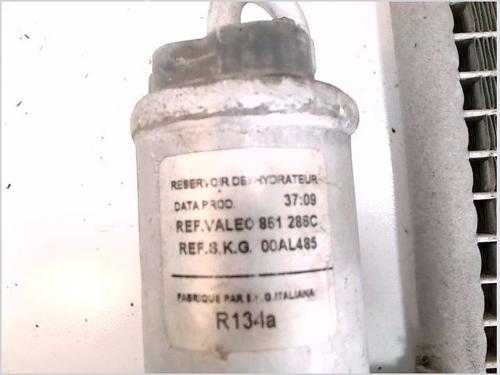 RESERVOIR DESHYDRATEUR
DATA PROD. 37:09
REF.VALEO 861 286C
REF.S.K.G. 00AL485
FABRIQUE PAR S.K.G.ITALIANA
R134a